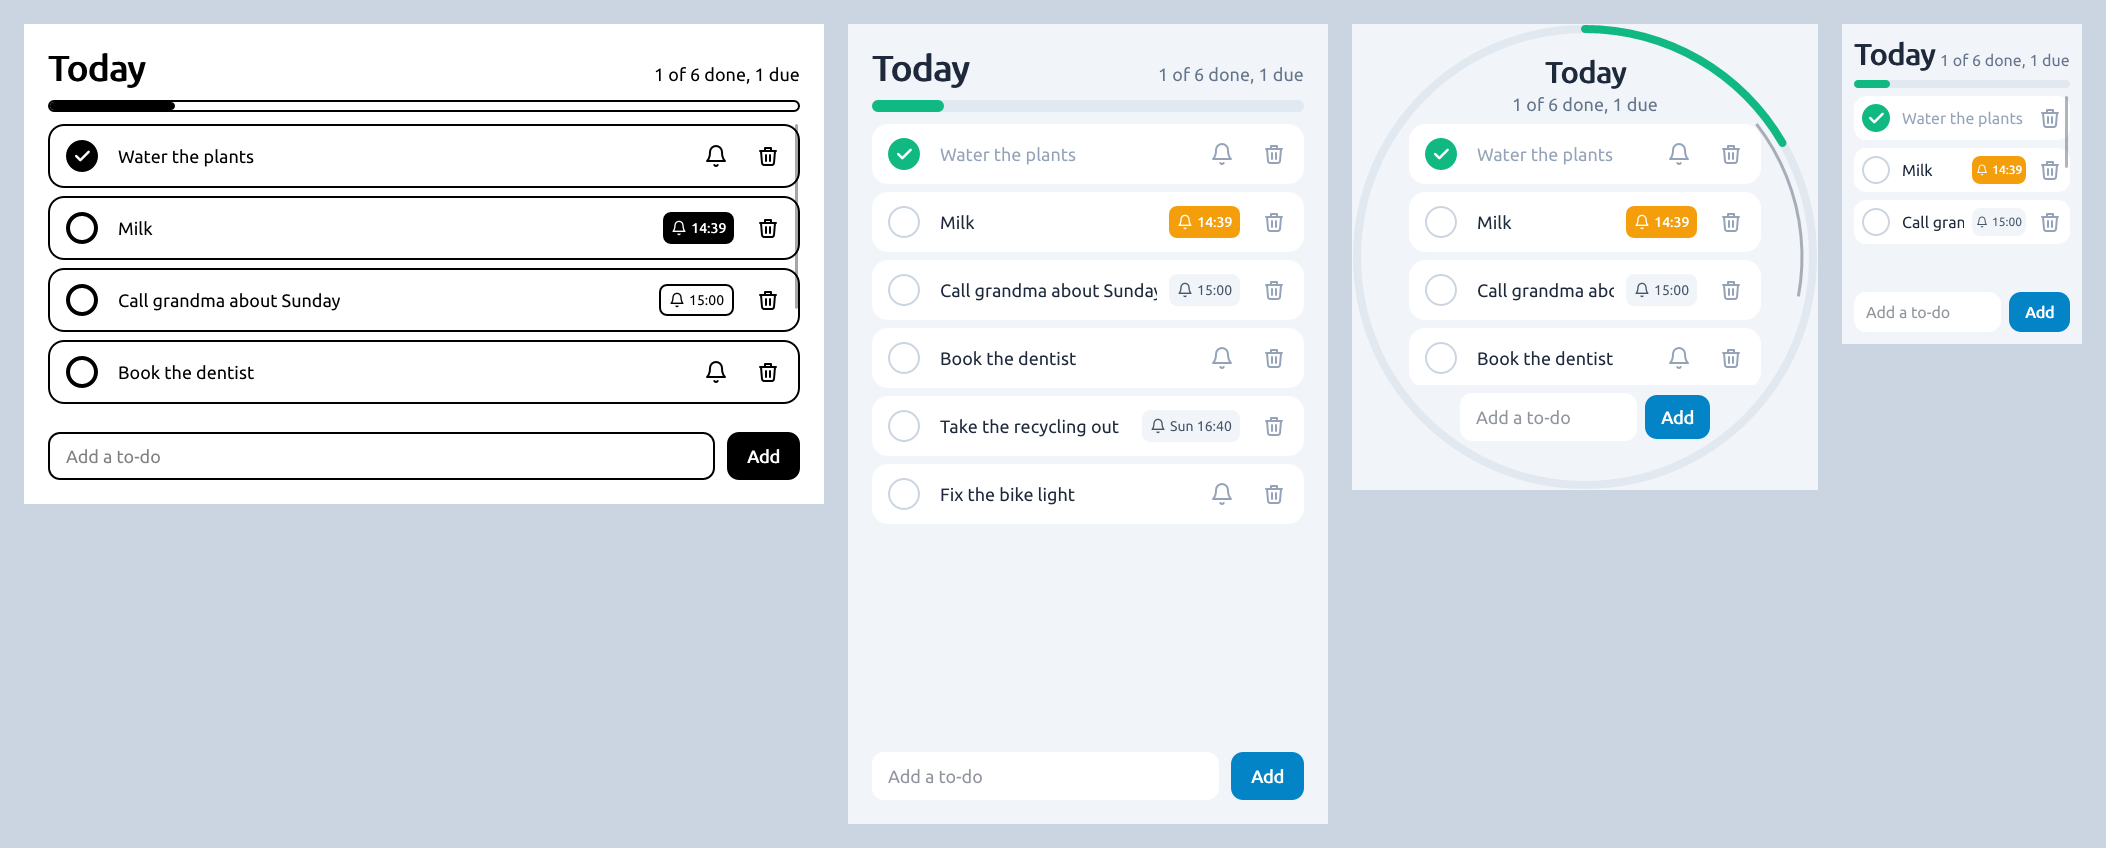 Today
1 of 6 done, 1 due
Water the plants
Milk
14:39
Call grandma about Sunday
15:00
Book the dentist
Add a to-do
Add
Today
1 of 6 done, 1 due
Water the plants
Milk
14:39
Call grandma about Sunday
15:00
Book the dentist
Take the recycling out
Sun 16:40
Fix the bike light
Add a to-do
Add
Today
1 of 6 done, 1 due
Water the plants
Milk
14:39
Call grandma abo
15:00
Book the dentist
Add a to-do
Add
Today
1 of 6 done, 1 due
Water the plants
Milk
14:39
Call gran
15:00
Add a to-do
Add